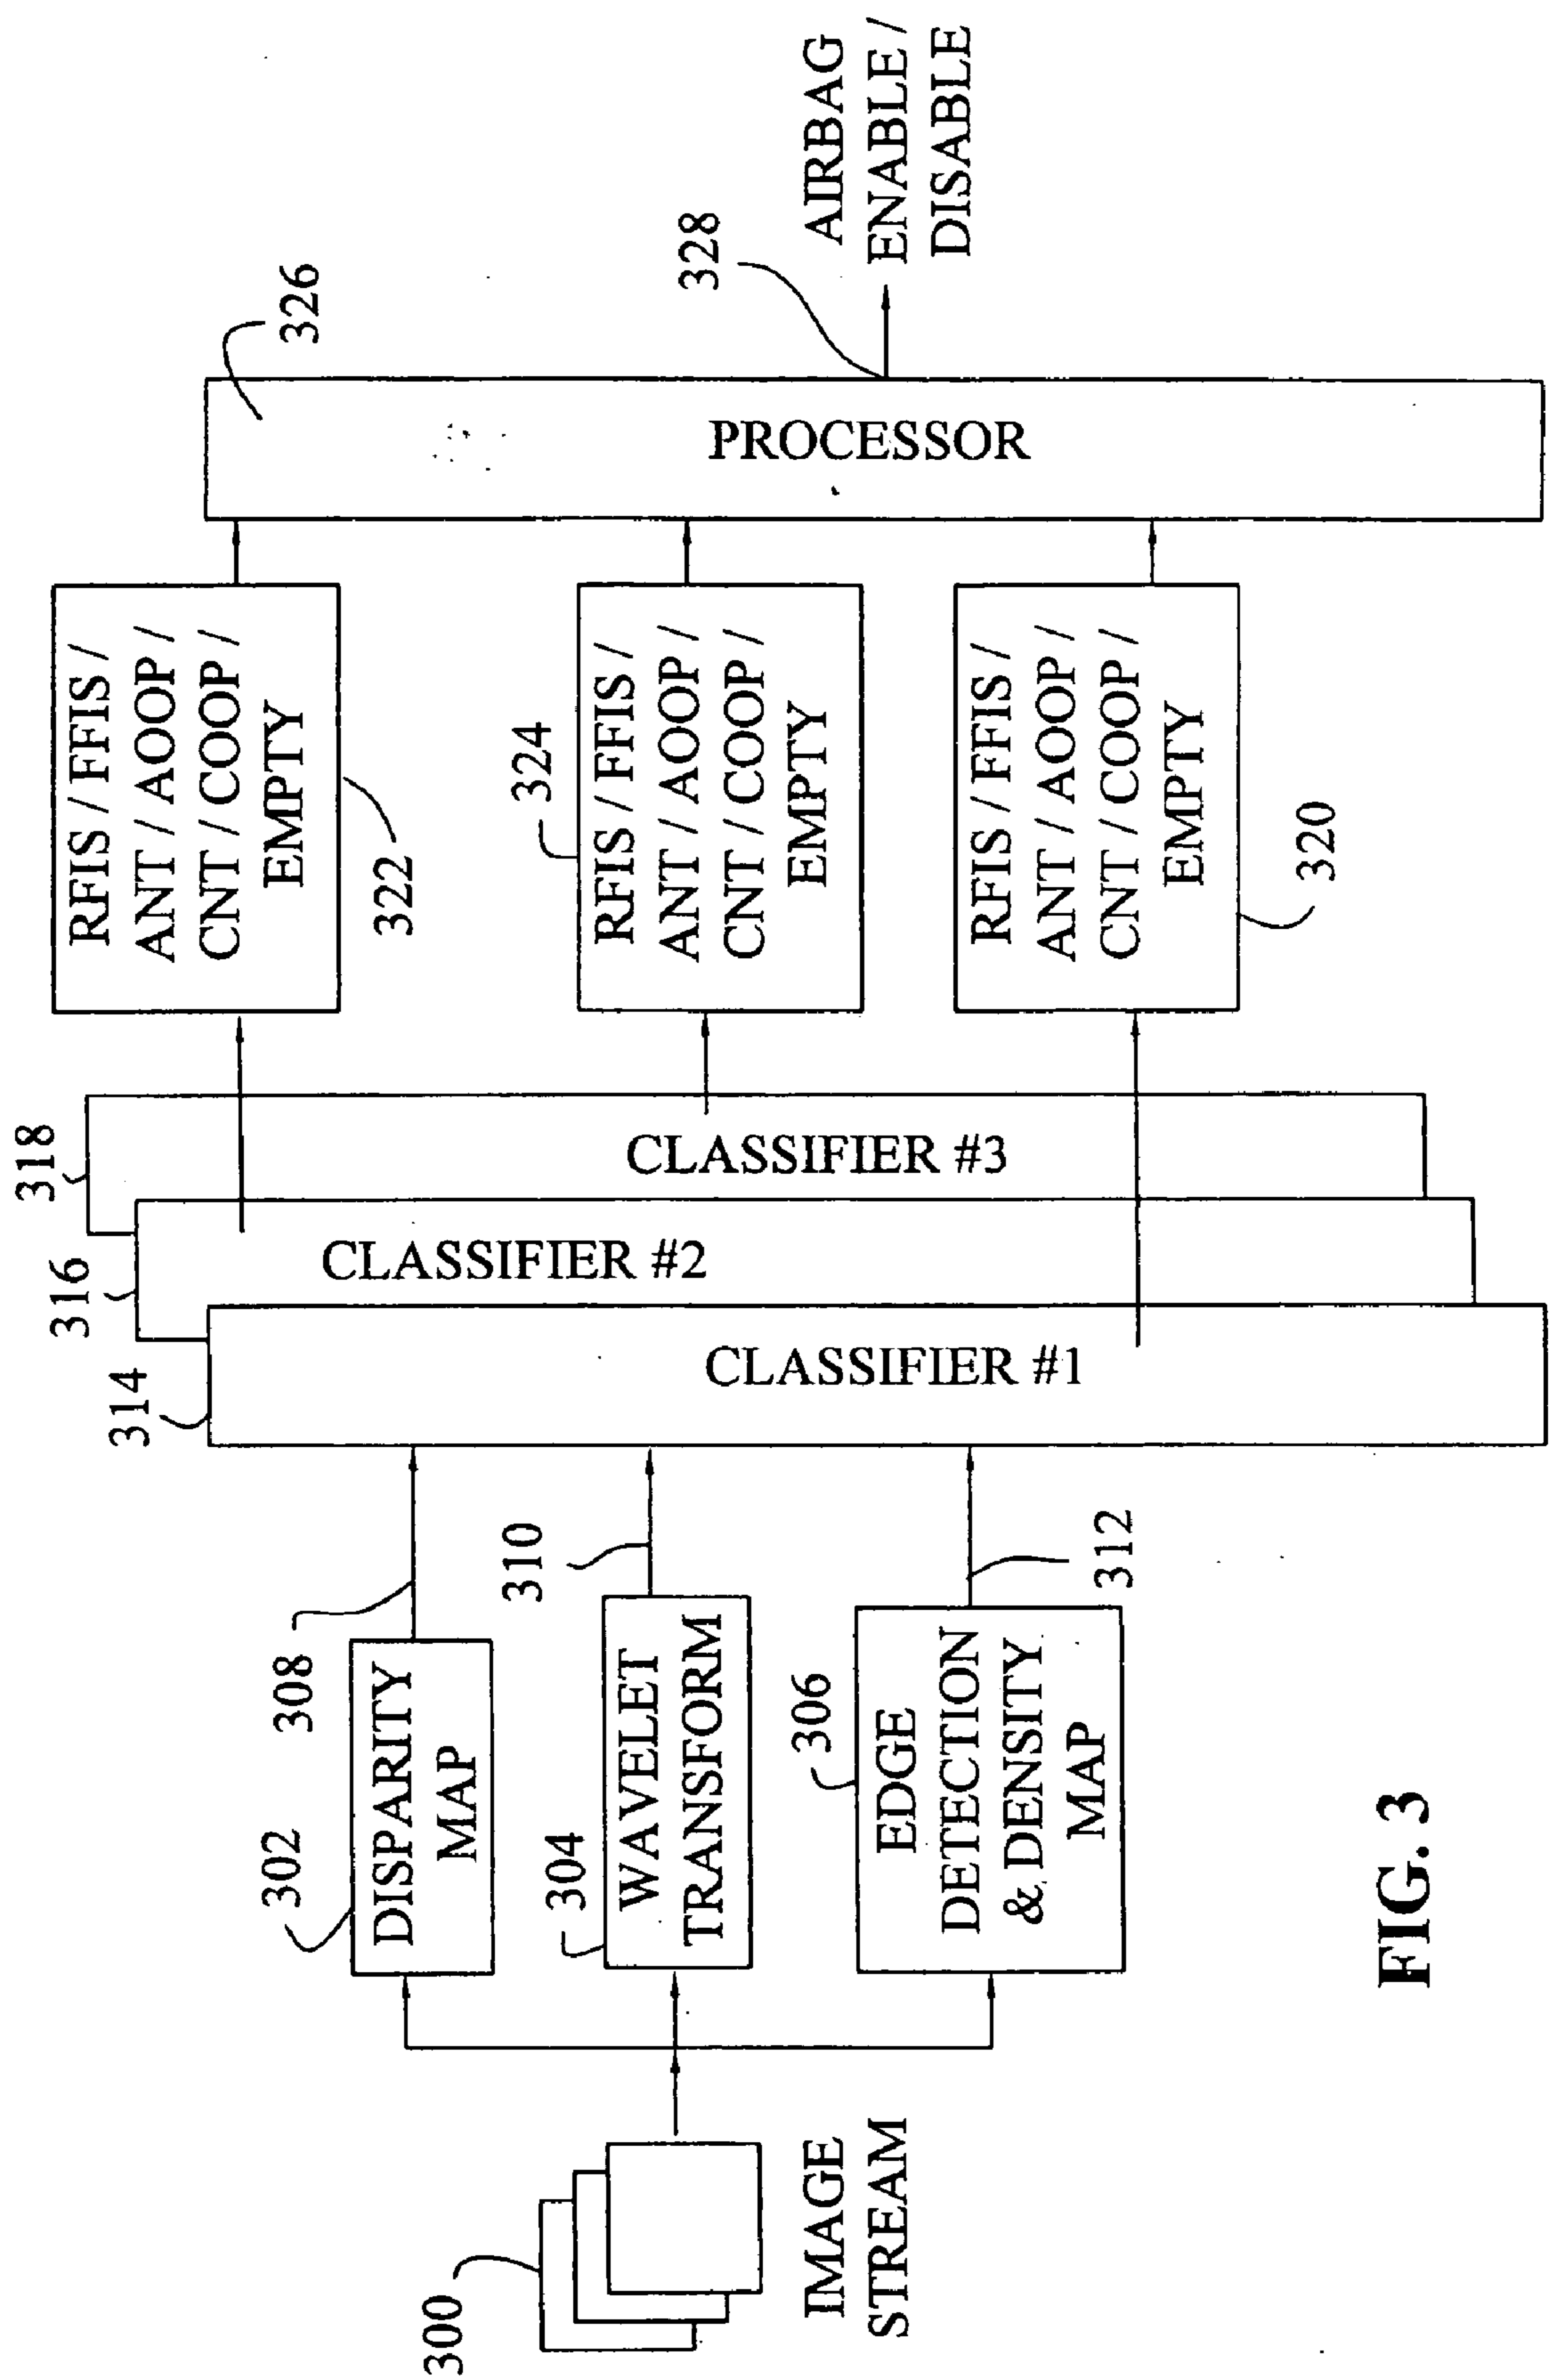 300
IMAGE
STREAM
302
DISPARITY
MAP
308
304
WAVELET
TRANSFORM
310
306
EDGE
DETECTION
& DENSITY
MAP
312
314
CLASSIFIER #1
316
CLASSIFIER #2
318
CLASSIFIER #3
RFIS / FFIS /
ANT / AOOP /
CNT / COOP /
EMPTY
322
324
RFIS / FFIS /
ANT / AOOP /
CNT / COOP /
EMPTY
RFIS / FFIS /
ANT / AOOP /
CNT / COOP /
EMPTY
320
326
PROCESSOR
328
AIRBAG
ENABLE /
DISABLE
FIG. 3